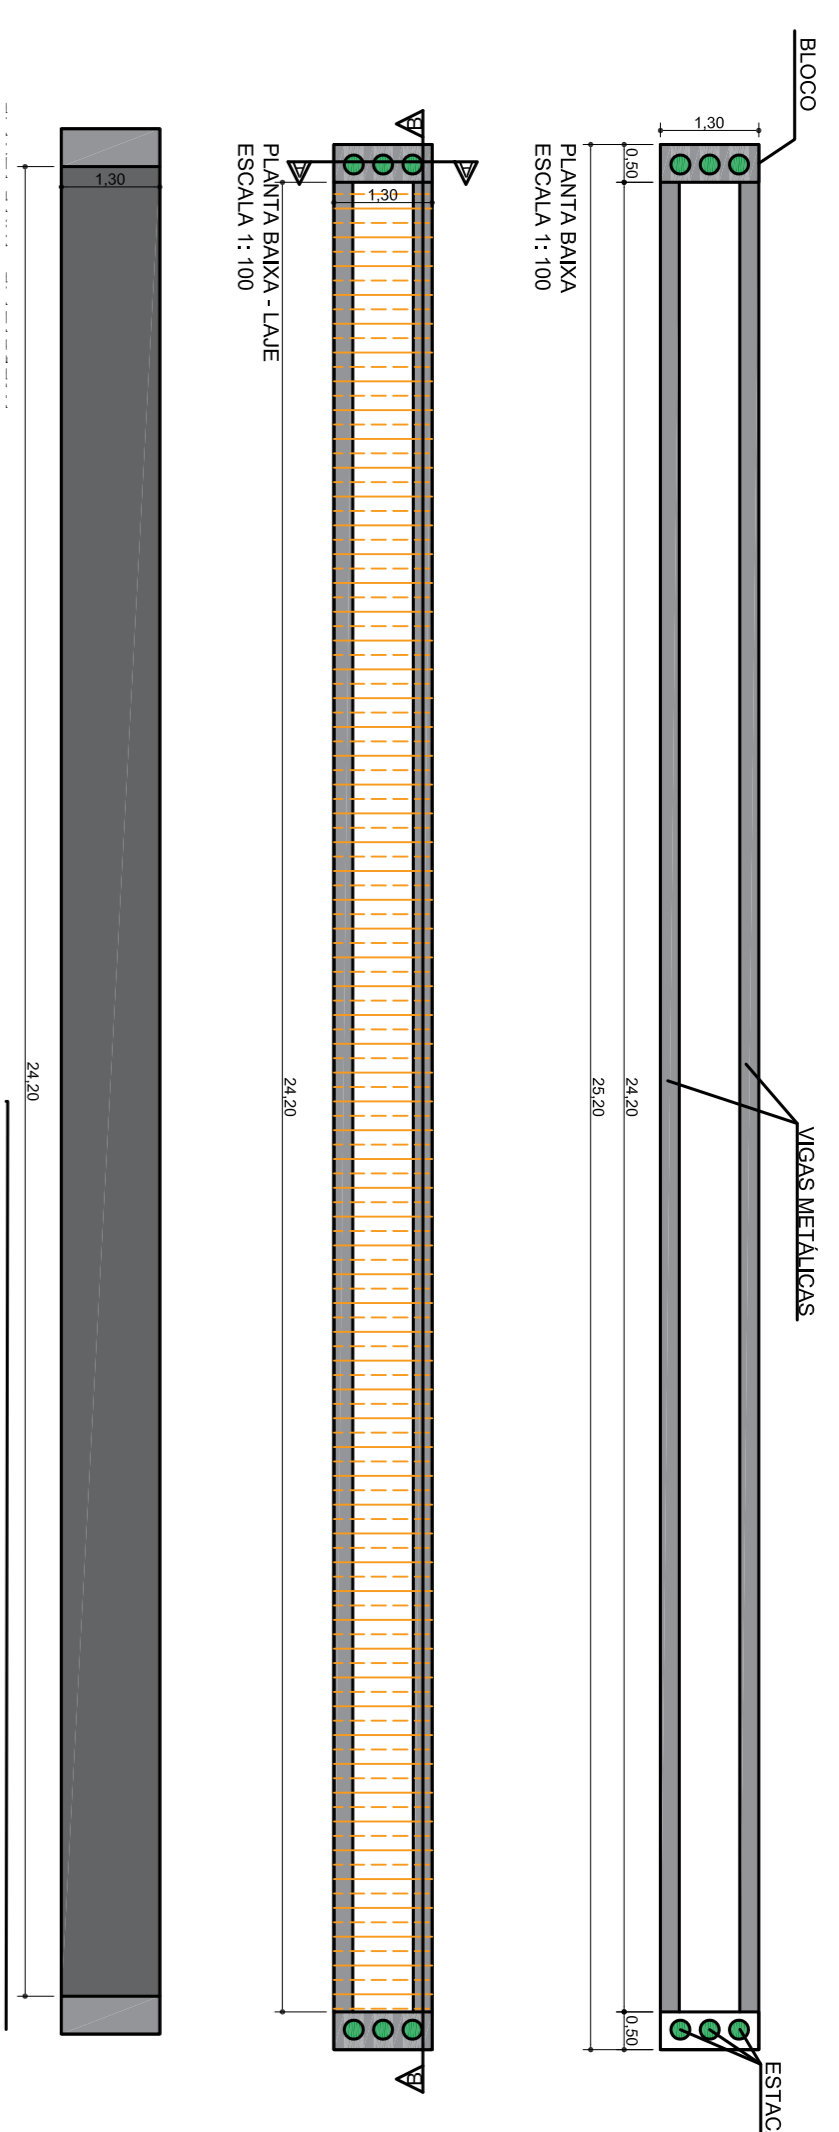 BLOCO
1,30
0,50
24,20
0,50
25,20
VIGAS METÁLICAS
ESTAC
PLANTA BAIXA
ESCALA 1: 100
B
A
A
1,30
24,20
B
PLANTA BAIXA - LAJE
ESCALA 1: 100
1,30
24,20